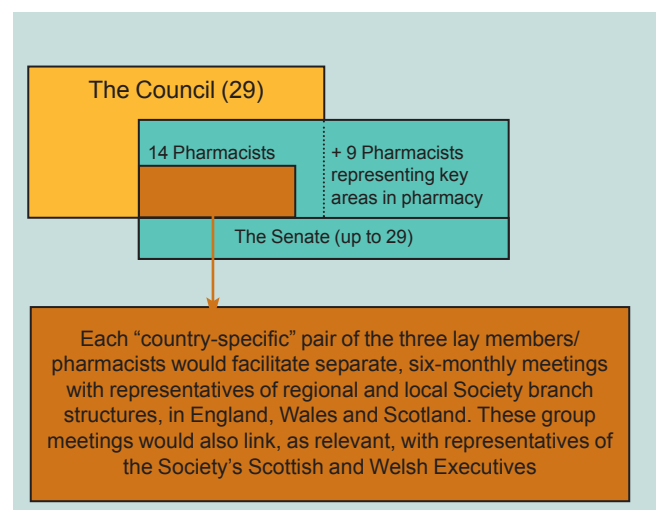 The Council (29)
14 Pharmacists
+ 9 Pharmacists
representing key
areas in pharmacy
The Senate (up to 29)
Each “country-specific” pair of the three lay members/
pharmacists would facilitate separate, six-monthly meetings
with representatives of regional and local Society branch
structures, in England, Wales and Scotland. These group
meetings would also link, as relevant, with representatives of
the Society’s Scottish and Welsh Executives